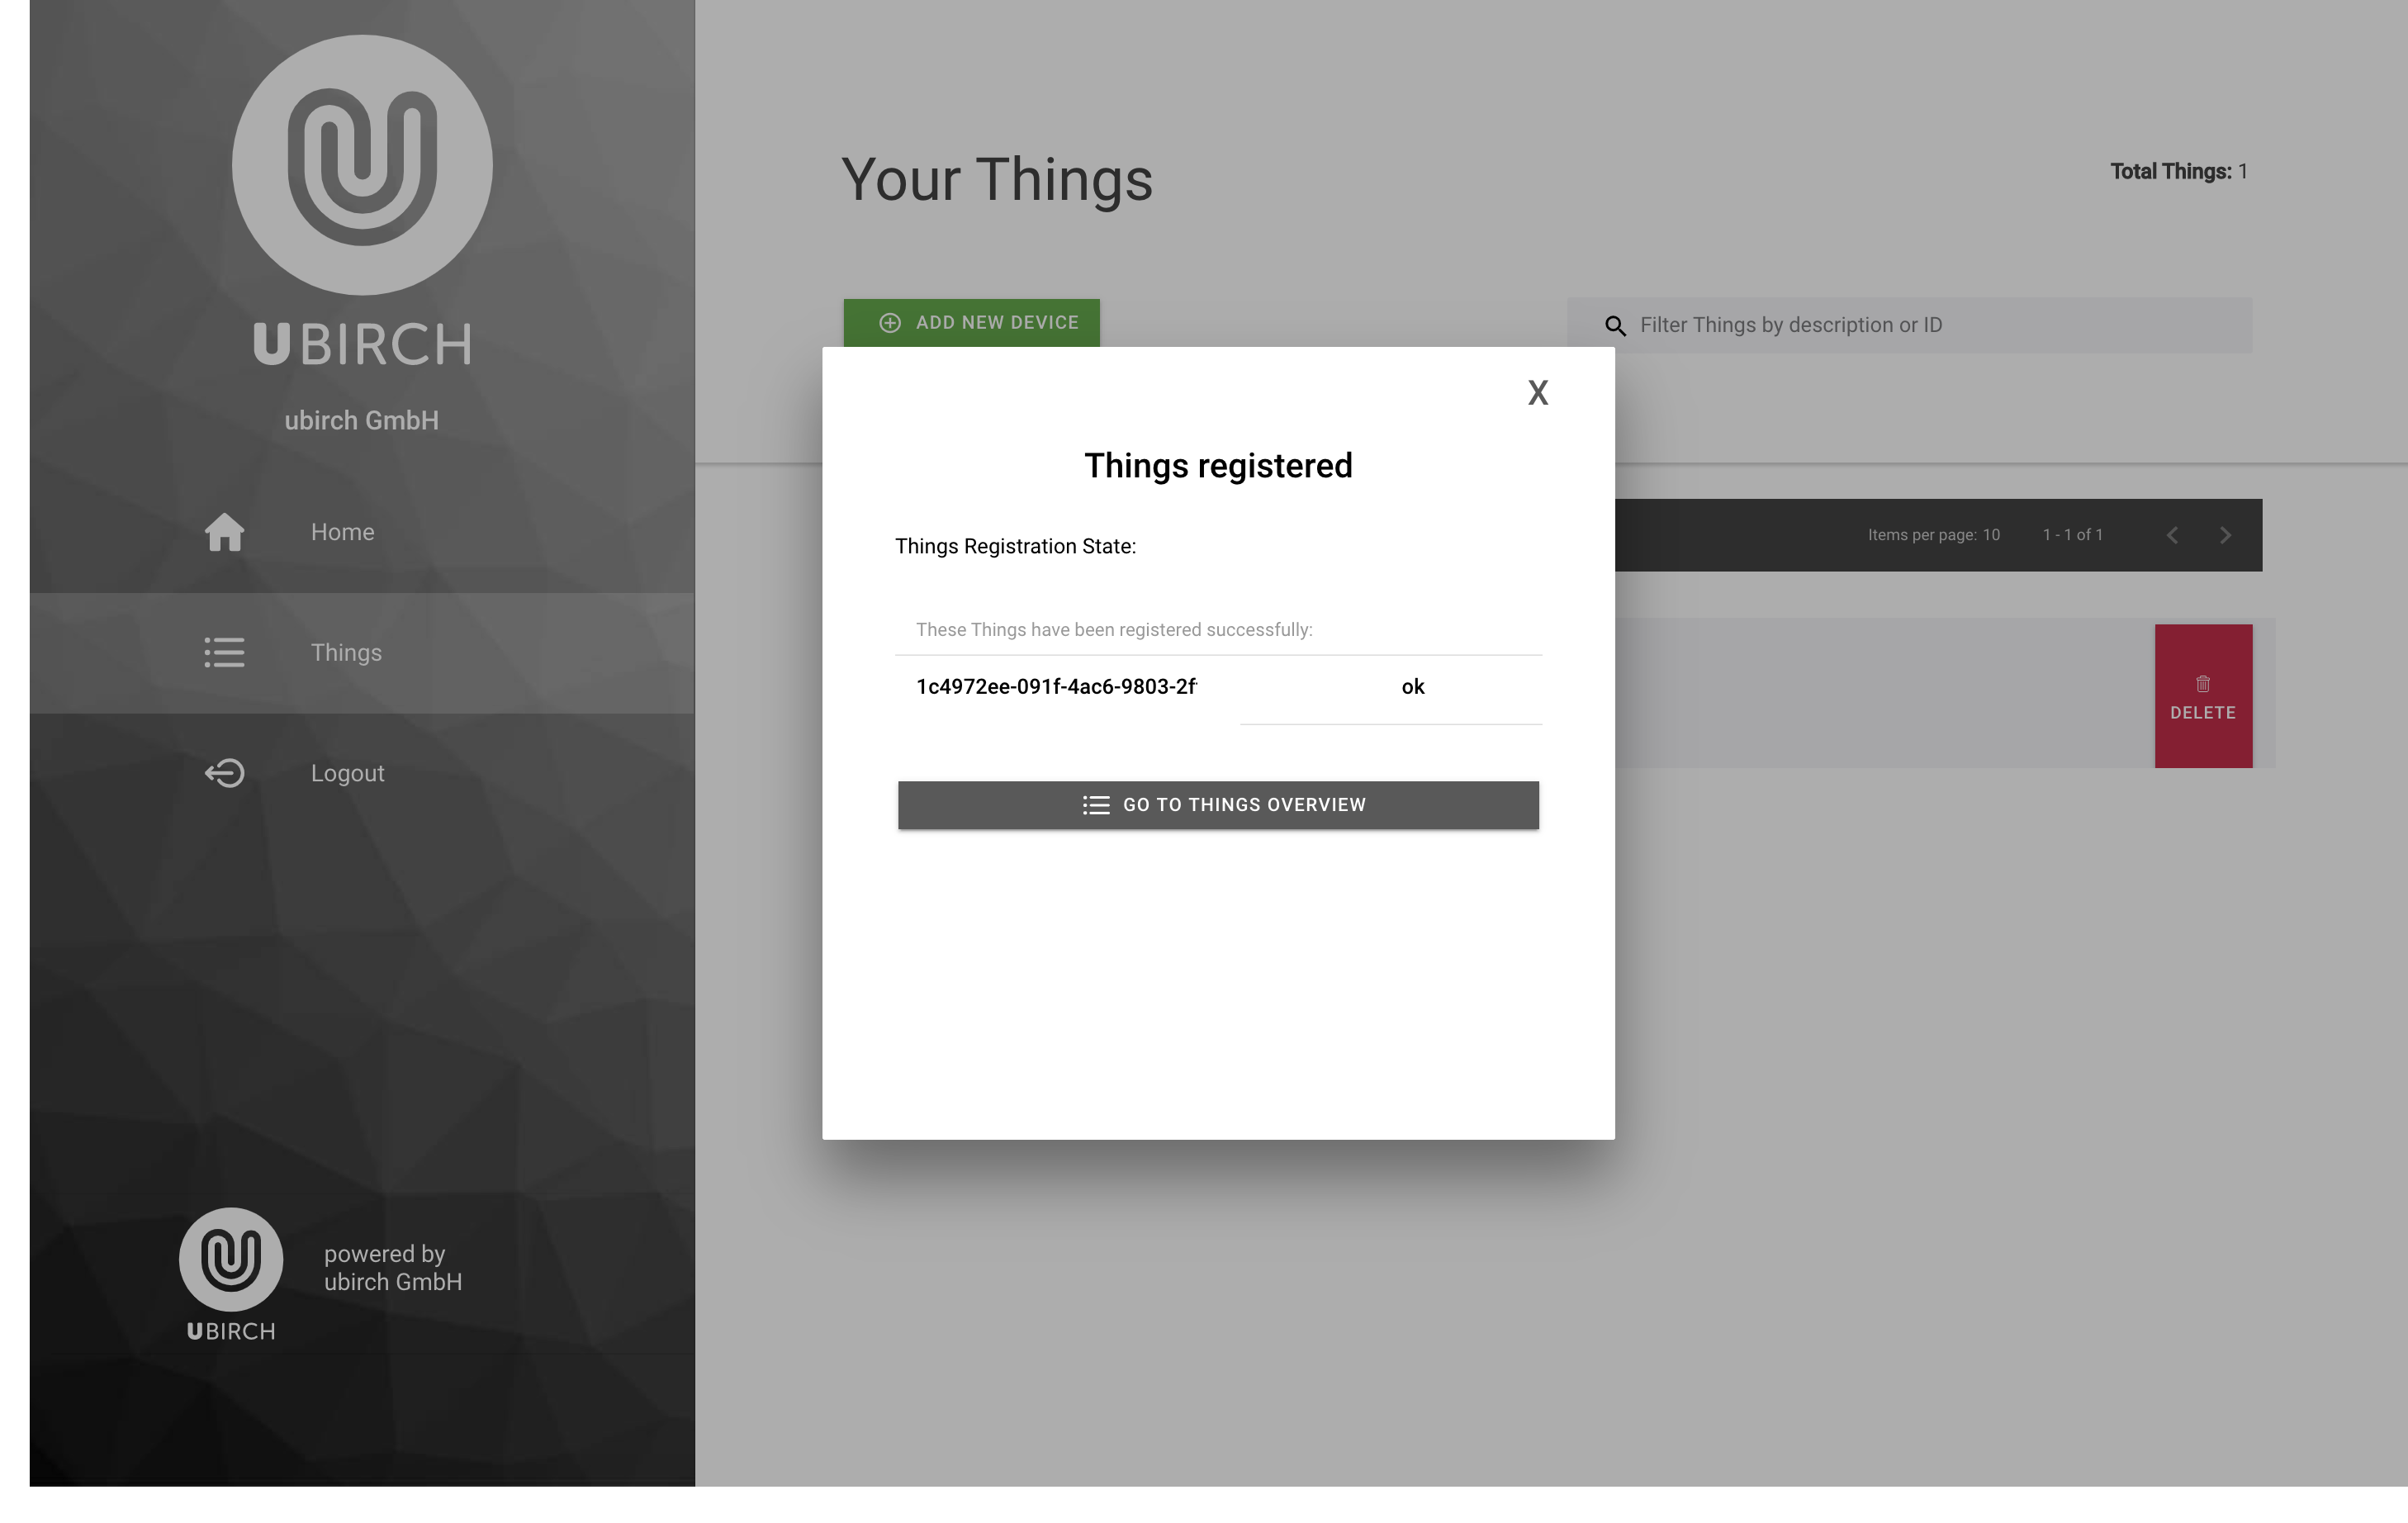 UBIRCH
ubirch GmbH
Home
Things
Logout
powered by
ubirch GmbH
UBIRCH
Your Things
Total Things: 1
ADD NEW DEVICE
Filter Things by description or ID
Items per page: 10 1 - 1 of 1
DELETE
X
Things registered
Things Registration State:
These Things have been registered successfully:
1c4972ee-091f-4ac6-9803-2f ok
GO TO THINGS OVERVIEW